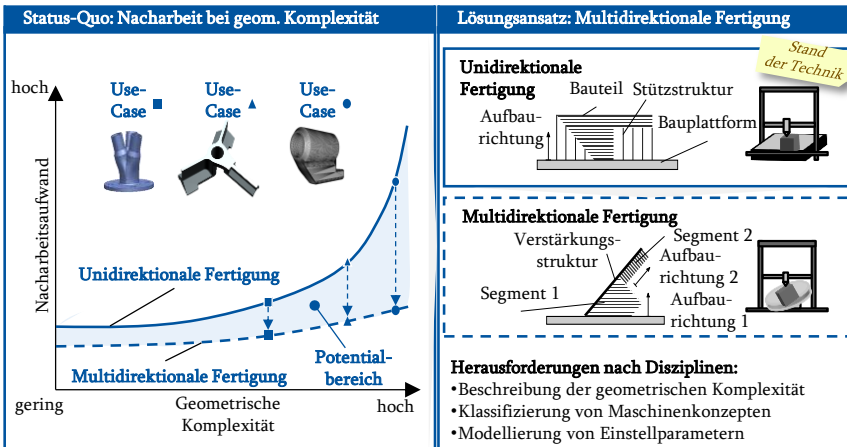 Status-Quo: Nacharbeit bei geom. Komplexität
hoch
Use-
Case
Use-
Case
Use-
Case
Nacharbeitsaufwand
Unidirektionale Fertigung
Multidirektionale Fertigung
Potential-
bereich
gering
Geometrische
Komplexität
hoch
Lösungsansatz: Multidirektionale Fertigung
Stand
der Technik
Unidirektionale
Fertigung
Bauteil
Stützstruktur
Aufbau-
richtung
Bauplattform
Multidirektionale Fertigung
Verstärkungs-
struktur
Segment 2
Aufbau-
richtung 2
Segment 1
Aufbau-
richtung 1
Herausforderungen nach Disziplinen:
•Beschreibung der geometrischen Komplexität
•Klassifizierung von Maschinenkonzepten
•Modellierung von Einstellparametern